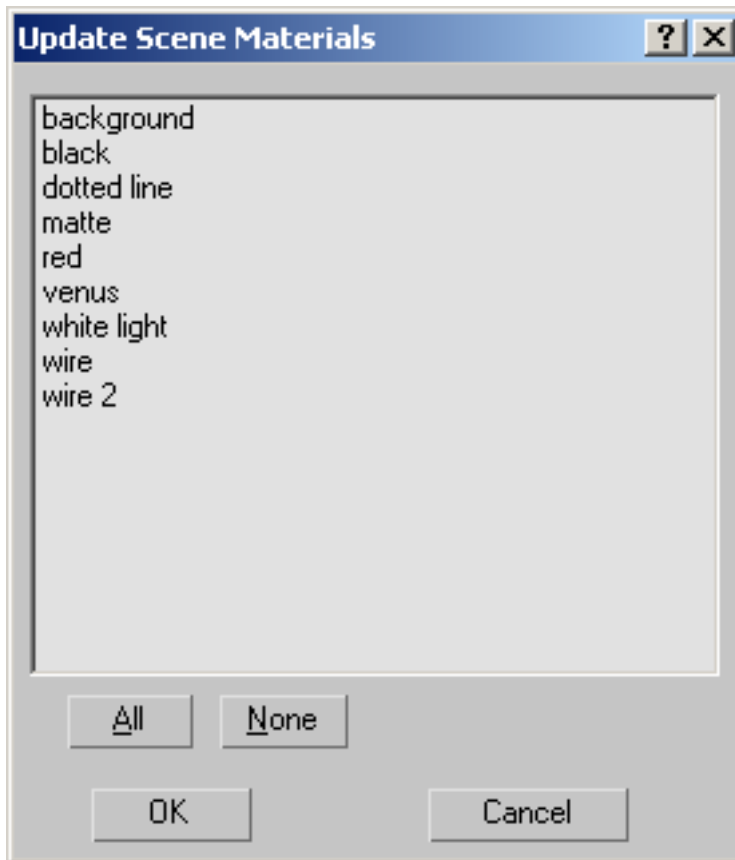 Update Scene Materials
background
black
dotted line
matte
red
venus
white light
wire
wire 2
All
None
OK
Cancel